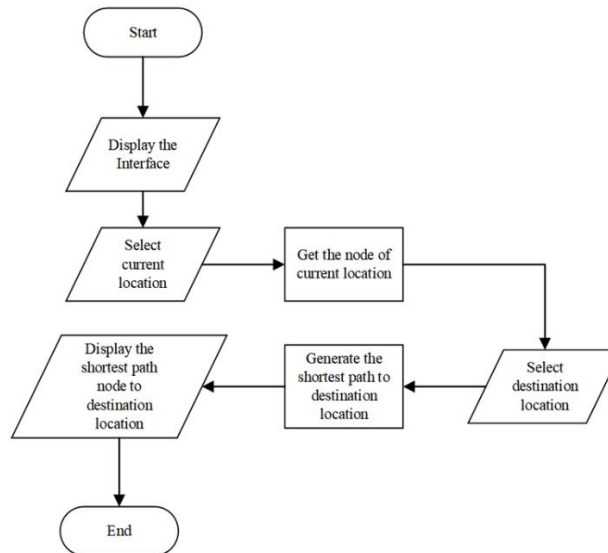 Start
Display the
Interface
Select
current
location
Get the node of
current location
Select
destination
location
Generate the
shortest path to
destination
location
Display the
shortest path
node to
destination
location
End